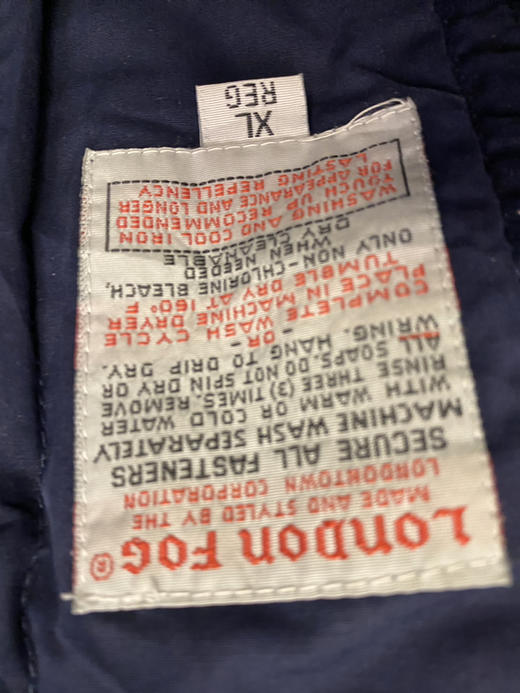 LONDON FOG®
MADE AND STYLED BY THE
LONDONTOWN CORPORATION
SECURE ALL FASTENERS
MACHINE WASH SEPARATELY
WITH WARM OR COLD WATER
RINSE THREE (3) TIMES. REMOVE
ALL SOAPS. DO NOT SPIN DRY OR
WRING. HANG TO DRIP DRY.
- OR -
COMPLETE IN WASH CYCLE
PLACE IN MACHINE DRYER
TUMBLE DRY AT 160° F
ONLY NON-CHLORINE BLEACH,
WHEN NEEDED
DRY CLEANABLE
WASHING AND COOL IRON
TOUCH UP RECOMMENDED
FOR APPEARANCE AND LONGER
LASTING REPELLENCY
XL
REG